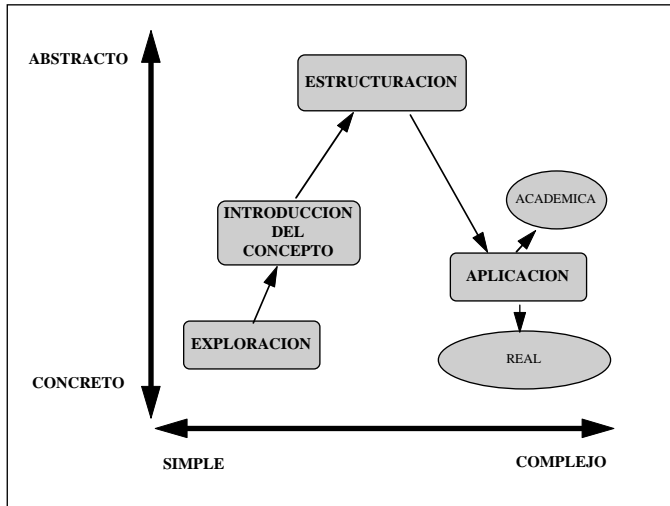 ABSTRACTO
ESTRUCTURACION
ACADEMICA
INTRODUCCION
DEL
CONCEPTO
APLICACION
EXPLORACION
REAL
CONCRETO
SIMPLE
COMPLEJO